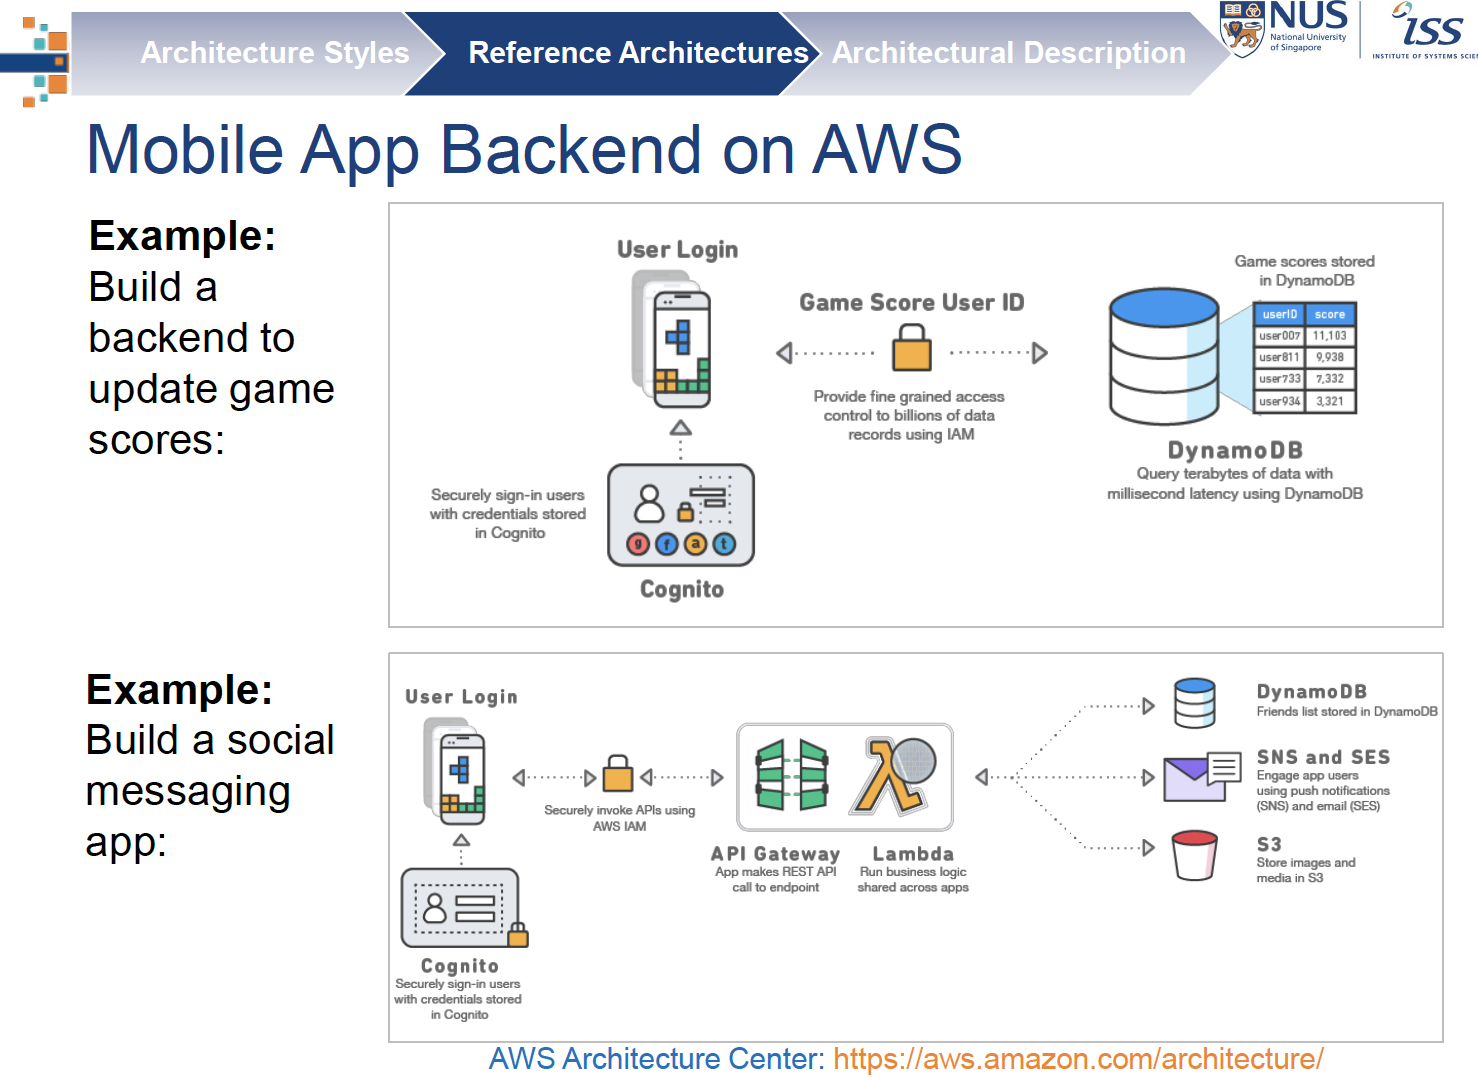 Architecture Styles
Reference Architectures
Architectural Description
NUS
National University
of Singapore
iss
INSTITUTE OF SYSTEMS SCIE
Mobile App Backend on AWS
Example:
Build a
backend to
update game
scores:
User Login
Game Score User ID
Provide fine grained access
control to billions of data
records using IAM
Game scores stored
in DynamoDB
userID score
user007 11,103
user811 9,938
user733 7,332
user934 3,321
DynamoDB
Query terabytes of data with
millisecond latency using DynamoDB
Securely sign-in users
with credentials stored
in Cognito
g f a t
Cognito
Example:
Build a social
messaging
app:
User Login
Securely invoke APIs using
AWS IAM
Cognito
Securely sign-in users
with credentials stored
in Cognito
API Gateway
App makes REST API
call to endpoint
Lambda
Run business logic
shared across apps
DynamoDB
Friends list stored in DynamoDB
SNS and SES
Engage app users
using push notifications
(SNS) and email (SES)
S3
Store images and
media in S3
AWS Architecture Center: https://aws.amazon.com/architecture/